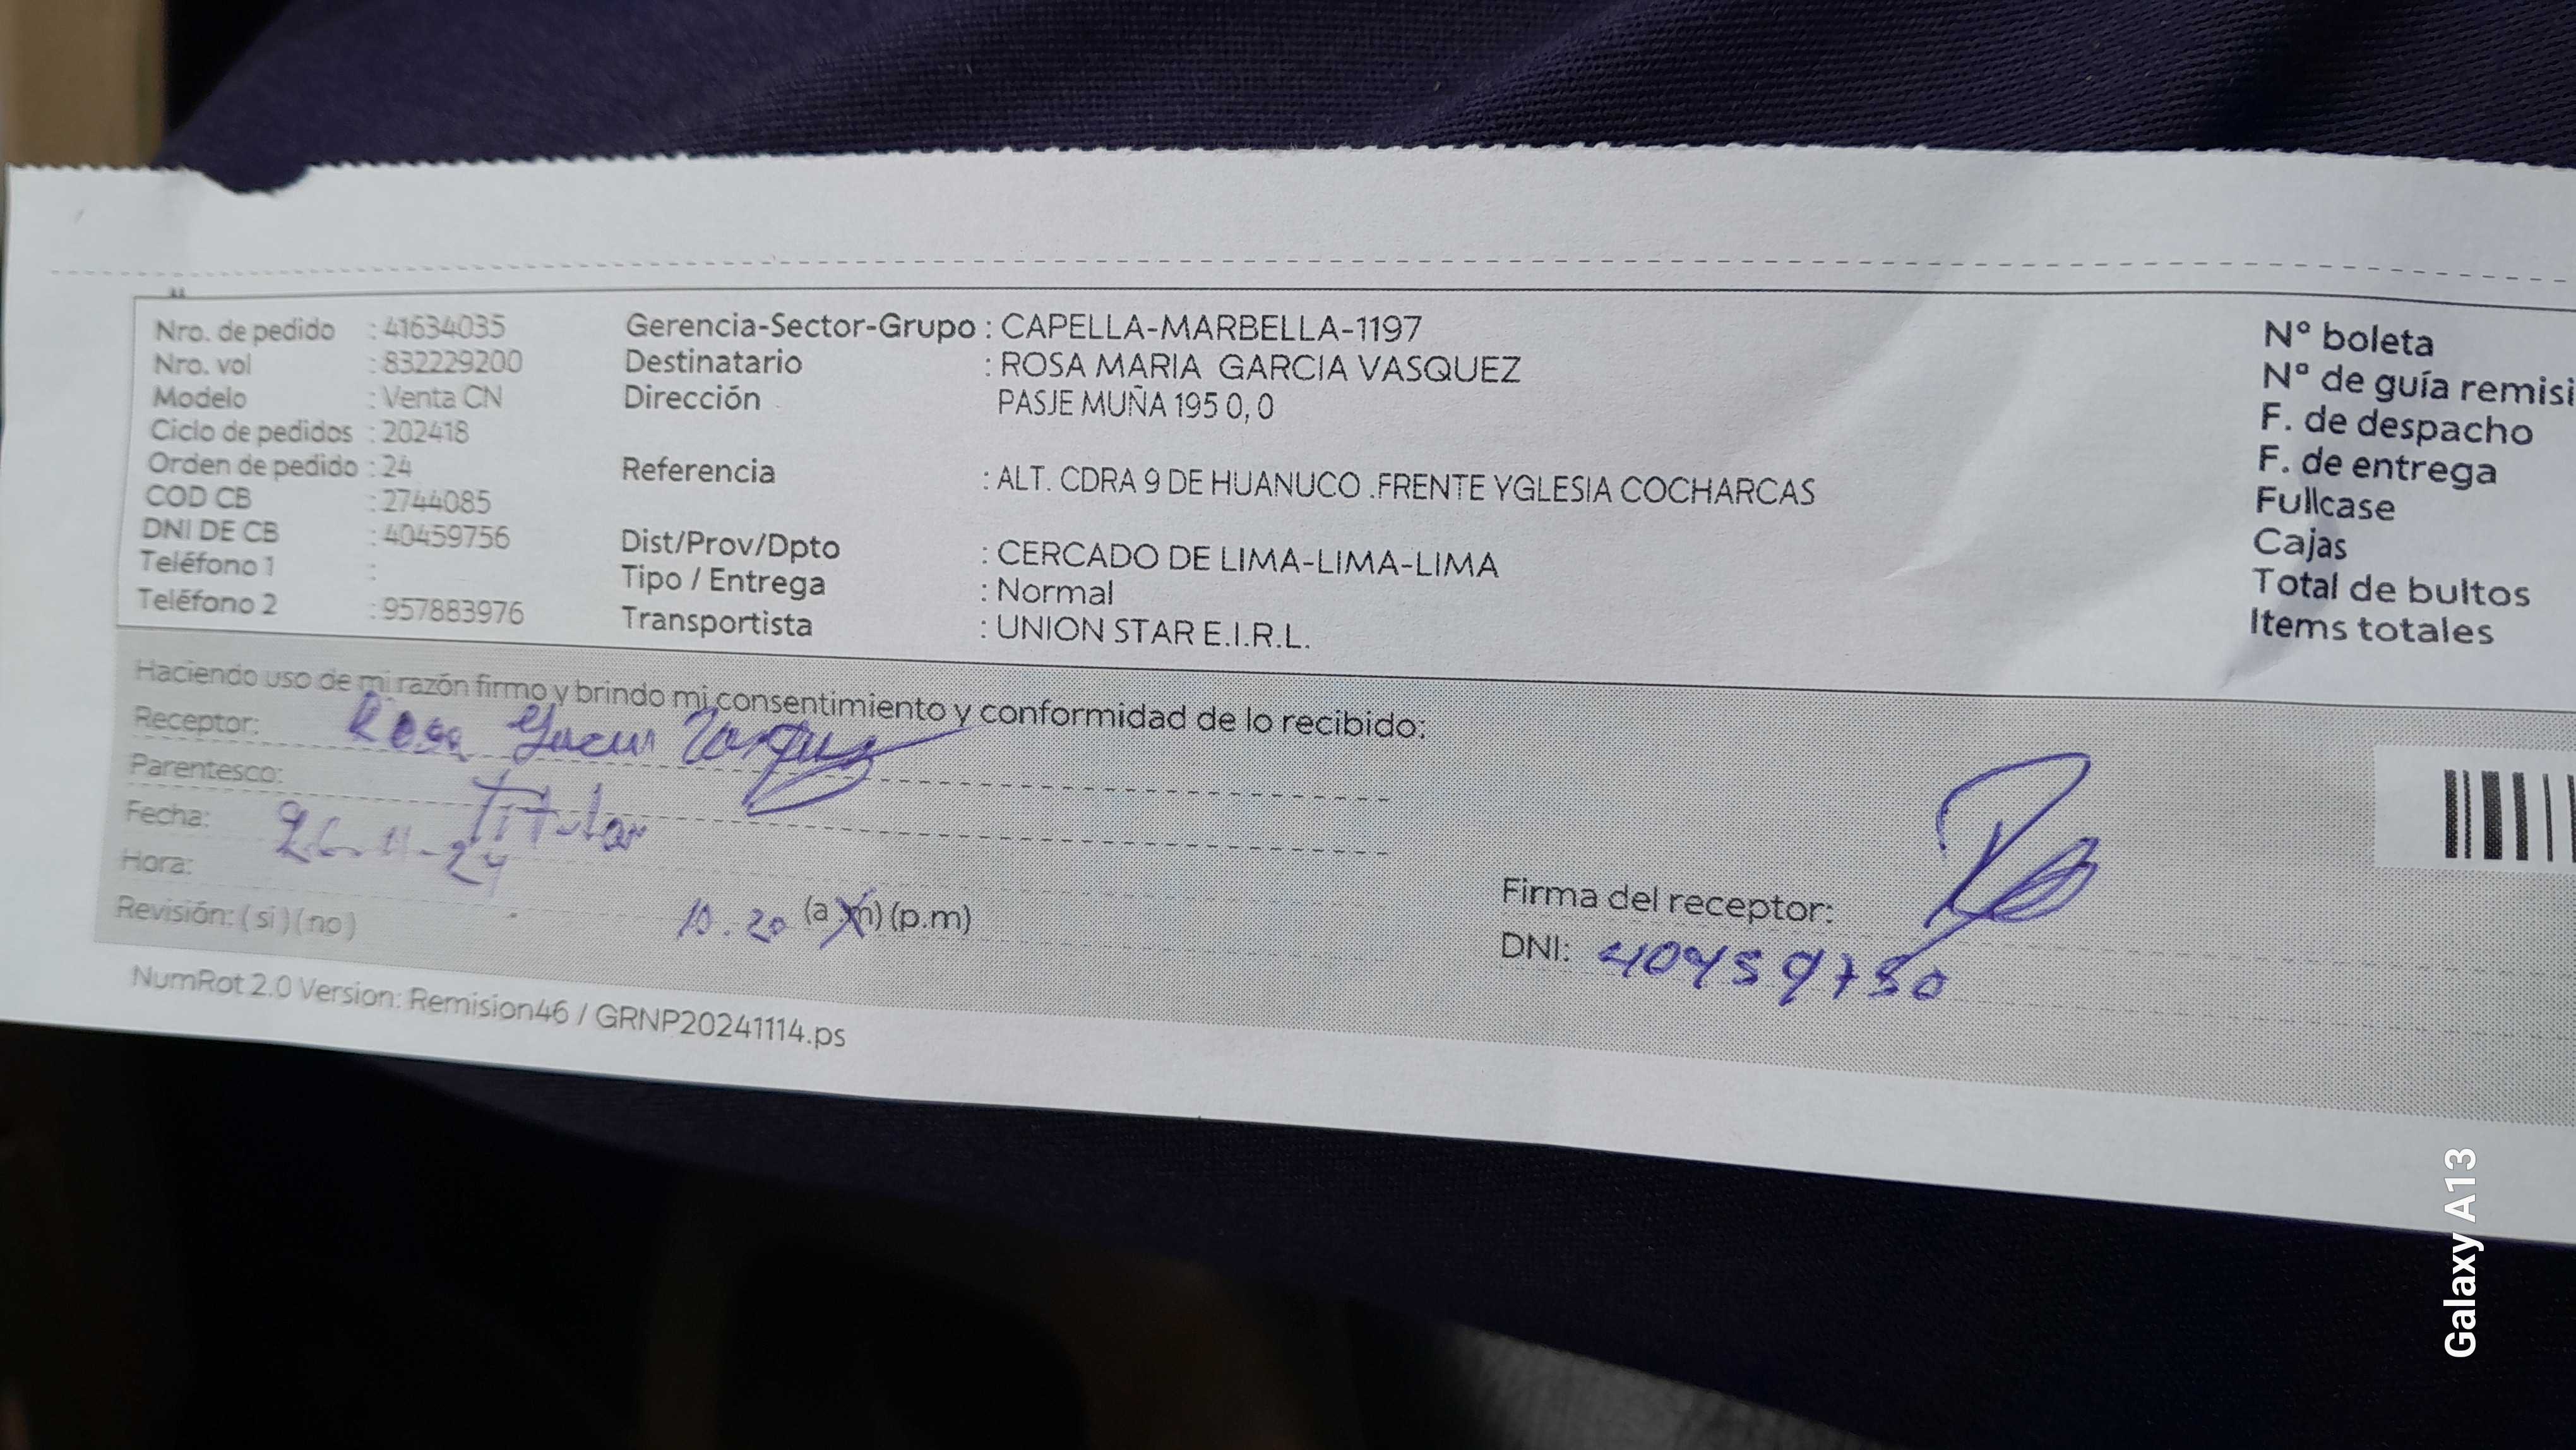 Nro. de pedido : 41634035
Nro. vol : 832229200
Modelo : Venta CN
Ciclo de pedidos : 202418
Orden de pedido : 24
COD CB : 2744085
DNI DE CB : 40459756
Teléfono 1 :
Teléfono 2 : 957883976
Gerencia-Sector-Grupo : CAPELLA-MARBELLA-1197
Destinatario : ROSA MARIA GARCIA VASQUEZ
Dirección PASJE MUÑA 195 0, 0
Referencia : ALT. CDRA 9 DE HUANUCO .FRENTE YGLESIA COCHARCAS
Dist/Prov/Dpto : CERCADO DE LIMA-LIMA-LIMA
Tipo / Entrega : Normal
Transportista : UNION STAR E.I.R.L.
Nº boleta
Nº de guía remisi
F. de despacho
F. de entrega
Fullcase
Cajas
Total de bultos
Items totales
Haciendo uso de mi razón firmo y brindo mi consentimiento y conformidad de lo recibido:
Receptor: Rosa Garcia Vasquez
Parentesco: Titular
Fecha: 26-11-24
Hora: 10.20 (a.m) (p.m)
Revisión: ( si ) ( no )
Firma del receptor:
DNI: 40459750
NumRot 2.0 Version: Remision46 / GRNP20241114.ps
Galaxy A13